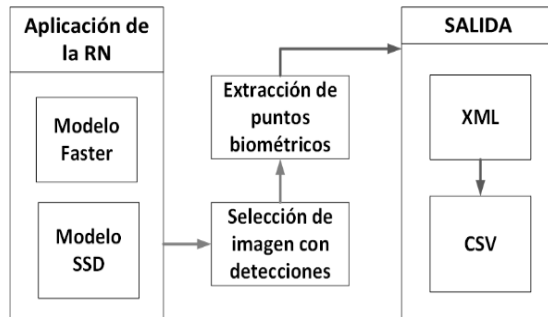 Aplicación de
la RN
Modelo
Faster
Modelo
SSD
Extracción de
puntos
biométricos
Selección de
imagen con
detecciones
SALIDA
XML
CSV